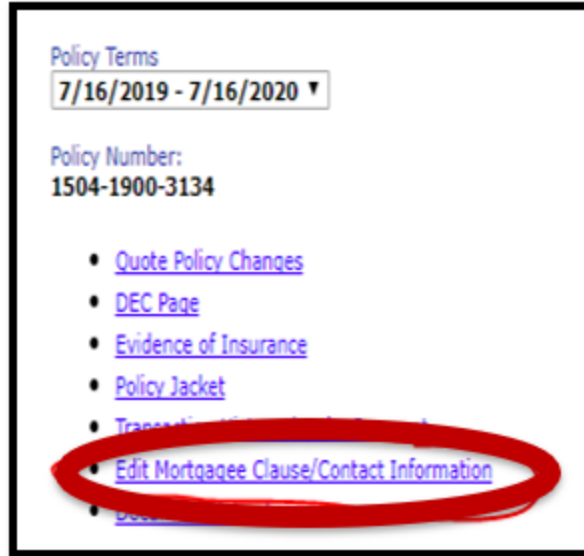 Policy Terms
7/16/2019 - 7/16/2020
Policy Number:
1504-1900-3134
Quote Policy Changes
DEC Page
Evidence of Insurance
Policy Jacket
Edit Mortgagee Clause/Contact Information